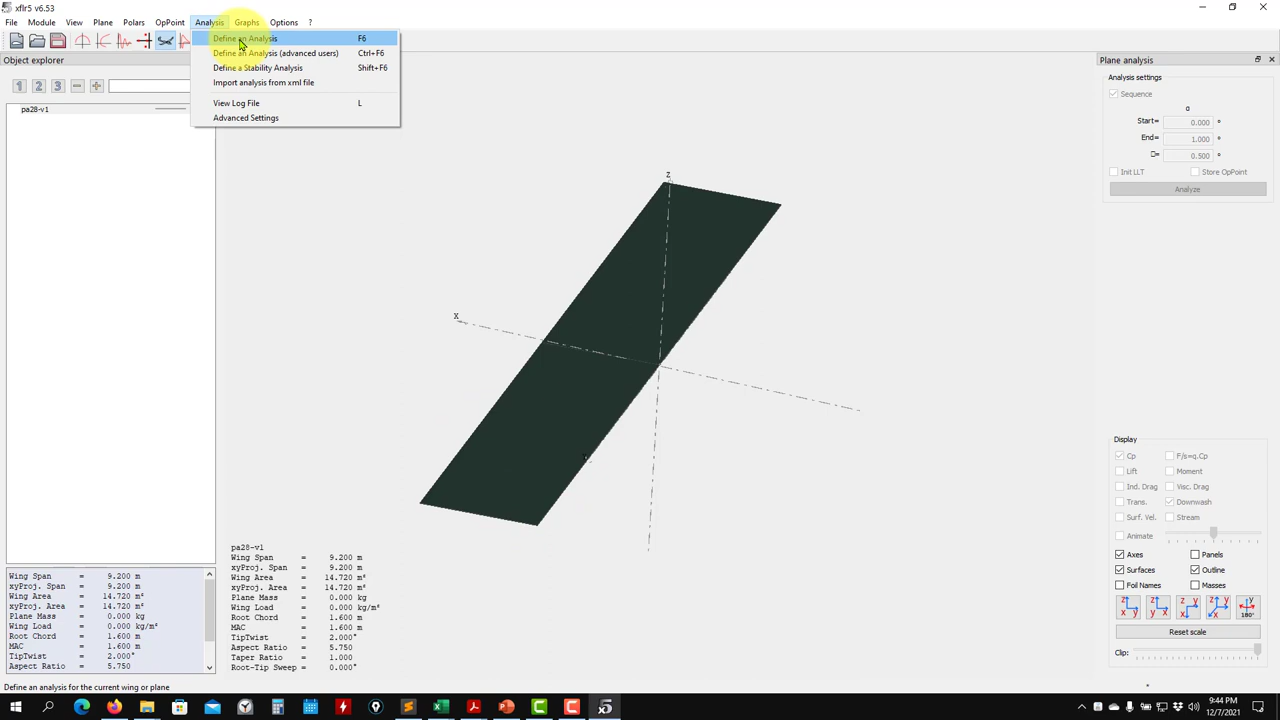 xflr5 v6.53
File Module View Plane Polars OpPoint Analysis Graphs Options ?
Define an Analysis F6
Define an Analysis (advanced users) Ctrl+F6
Define a Stability Analysis Shift+F6
Import analysis from xml file
View Log File L
Advanced Settings
Object explorer
1 2 3
pa28-v1
Wing Span = 9.200 m
xyProj. Span = 9.200 m
Wing Area = 14.720 m²
xyProj. Area = 14.720 m²
Plane Mass = 0.000 kg
Wing Load = 0.000 kg/m²
Root Chord = 1.600 m
MAC = 1.600 m
TipTwist = 2.000°
Aspect Ratio = 5.750
Define an analysis for the current wing or plane
Z
X
pa28-v1
Wing Span = 9.200 m
xyProj. Span = 9.200 m
Wing Area = 14.720 m²
xyProj. Area = 14.720 m²
Plane Mass = 0.000 kg
Wing Load = 0.000 kg/m²
Root Chord = 1.600 m
MAC = 1.600 m
TipTwist = 2.000°
Aspect Ratio = 5.750
Taper Ratio = 1.000
Root-Tip Sweep = 0.000°
Plane analysis
Analysis settings
Sequence
α
Start= 0.000 °
End= 1.000 °
□= 0.500 °
Init LLT Store OpPoint
Analyze
Display
Cp F/s=q.Cp
Lift Moment
Ind. Drag Visc. Drag
Trans. Downwash
Surf. Vel. Stream
Animate
Axes Panels
Surfaces Outline
Foil Names Masses
Reset scale
Clip:
9:44 PM
12/7/2021